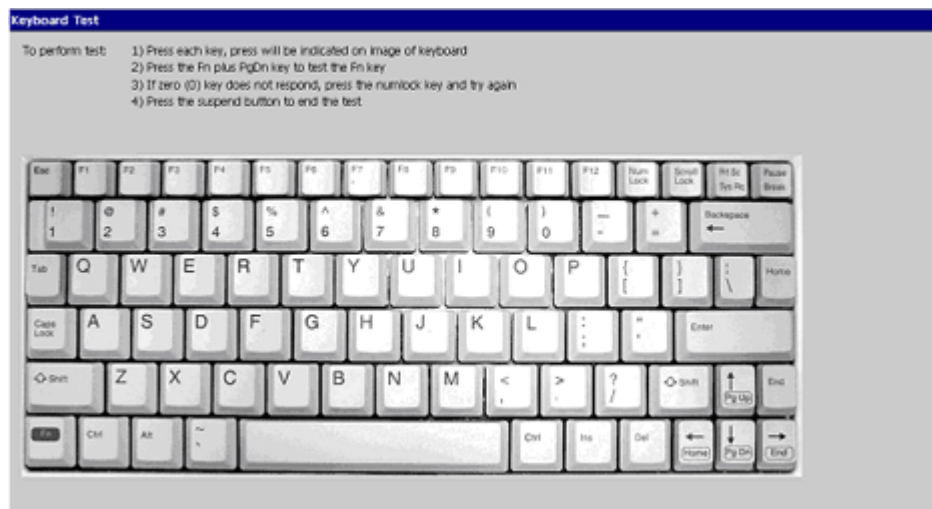 Keyboard Test
To perform test: 1) Press each key, press will be indicated on image of keyboard
2) Press the Fn plus PgDn key to test the Fn key
3) If zero (0) key does not respond, press the numlock key and try again
4) Press the suspend button to end the test
Esc F1 F2 F3 F4 F5 F6 F7 F8 F9 F10 F11 F12 Num Lock Scroll Lock Prt Sc Sys Rq Pause Break
! 1 @ 2 # 3 $ 4 % 5 ^ 6 & 7 * 8 ( 9 ) 0 — - + = Backspace ←
Tab Q W E R T Y U I O P { [ } ] \ Home
Caps Lock A S D F G H J K L : ; " ' Enter
Shift Z X C V B N M < , > . ? / Shift ↑ Pg Up End
Fn Ctrl Alt ~ ` Ctrl Ins Del ← Home ↓ Pg Dn → End